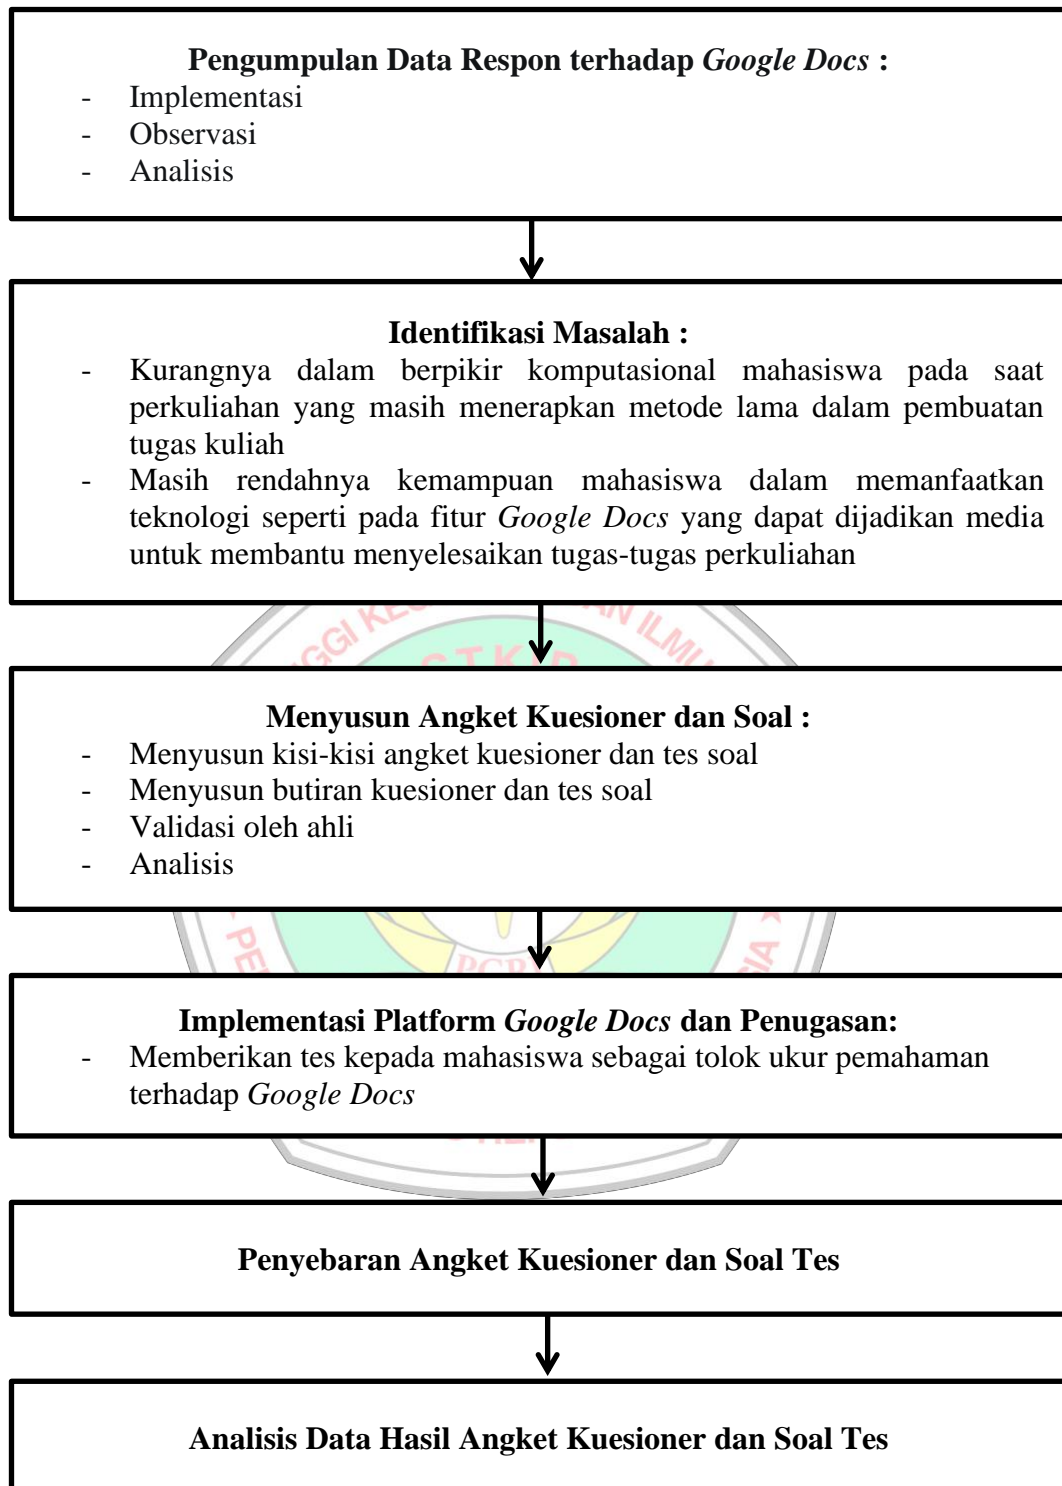 Pengumpulan Data Respon terhadap Google Docs :
- Implementasi
- Observasi
- Analisis
Identifikasi Masalah :
- Kurangnya dalam berpikir komputasional mahasiswa pada saat
perkuliahan yang masih menerapkan metode lama dalam pembuatan
tugas kuliah
- Masih rendahnya kemampuan mahasiswa dalam memanfaatkan
teknologi seperti pada fitur Google Docs yang dapat dijadikan media
untuk membantu menyelesaikan tugas-tugas perkuliahan
Menyusun Angket Kuesioner dan Soal :
- Menyusun kisi-kisi angket kuesioner dan tes soal
- Menyusun butiran kuesioner dan tes soal
- Validasi oleh ahli
- Analisis
Implementasi Platform Google Docs dan Penugasan:
- Memberikan tes kepada mahasiswa sebagai tolok ukur pemahaman
terhadap Google Docs
Penyebaran Angket Kuesioner dan Soal Tes
Analisis Data Hasil Angket Kuesioner dan Soal Tes